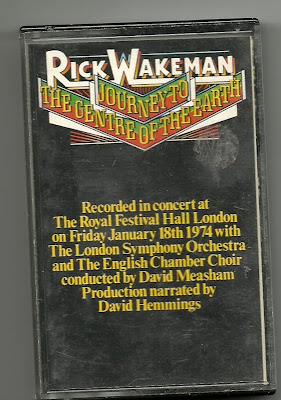 RICK WAKEMAN
JOURNEY TO
THE CENTRE OF THE EARTH
Recorded in concert at
The Royal Festival Hall London
on Friday January 18th 1974 with
The London Symphony Orchestra
and The English Chamber Choir
conducted by David Measham
Production narrated by
David Hemmings